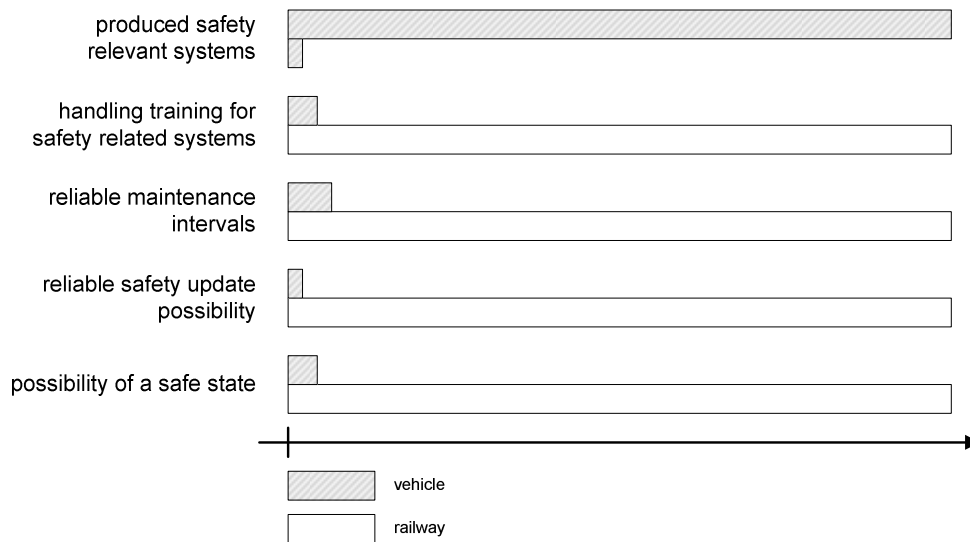 produced safety
relevant systems
handling training for
safety related systems
reliable maintenance
intervals
reliable safety update
possibility
possibility of a safe state
vehicle
railway